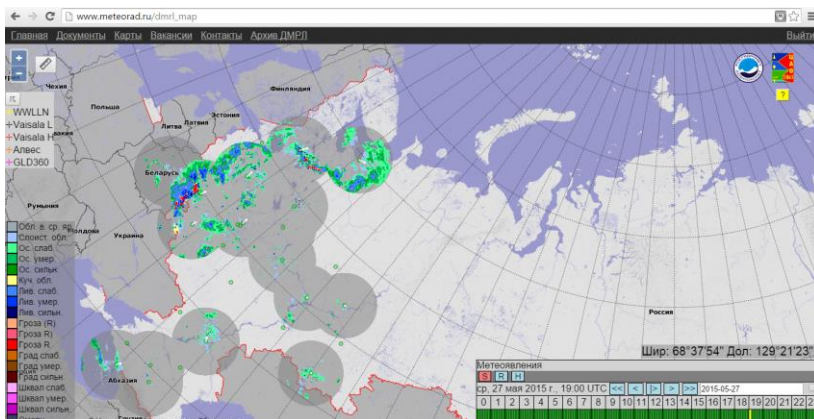 www.meteorad.ru/dmrl_map
Главная Документы Карты Вакансии Контакты Архив ДМРЛ Выйти
+
−
WWLLN
+Vaisala L
+Vaisala H
+Алвес
+GLD360
Чехия
Польша
Литва
Латвия
Эстония
Финляндия
Беларусь
Украина
Молдова
Абхазия
Россия
?
Обл. в. ср. яр.
Слоист. обл.
Ос. слаб.
Ос. умер.
Ос. сильн.
Куч. обл.
Лив. слаб.
Лив. умер.
Лив. сильн.
Гроза (R)
Гроза R)
Гроза R
Град слаб.
Град умер.
Град сильн.
Шквал слаб.
Шквал умер.
Шквал сильн.
Шир: 68°37'54" Дол: 129°21'23"
Метеоявления
S R H
ср, 27 мая 2015 г., 19:00 UTC << < |> > >> 2015-05-27
0 1 2 3 4 5 6 7 8 9 10 11 12 13 14 15 16 17 18 19 20 21 22